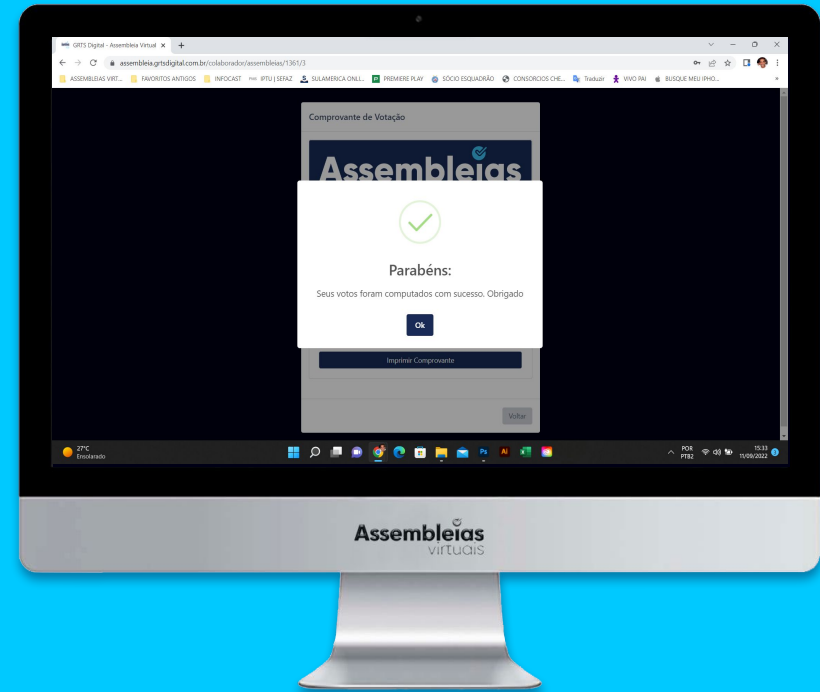 GRTS Digital - Assembleia Virtual
assembleia.grtsdigital.com.br/colaborador/assembleias/1361/3
ASSEMBLEIAS VIRT... FAVORITOS ANTIGOS INFOCAST IPTU | SEFAZ SULAMERICA ONLI... PREMIERE PLAY SÓCIO ESQUADRÃO CONSORCIOS CHE... Traduzir VIVO PAI BUSQUE MEU IPHO...
Comprovante de Votação
Assembleias
Parabéns:
Seus votos foram computados com sucesso. Obrigado
Ok
Imprimir Comprovante
Voltar
27°C
Ensolarado
Ps Ai
POR
PTB2
15:33
11/09/2022
Assembleias
virtuais